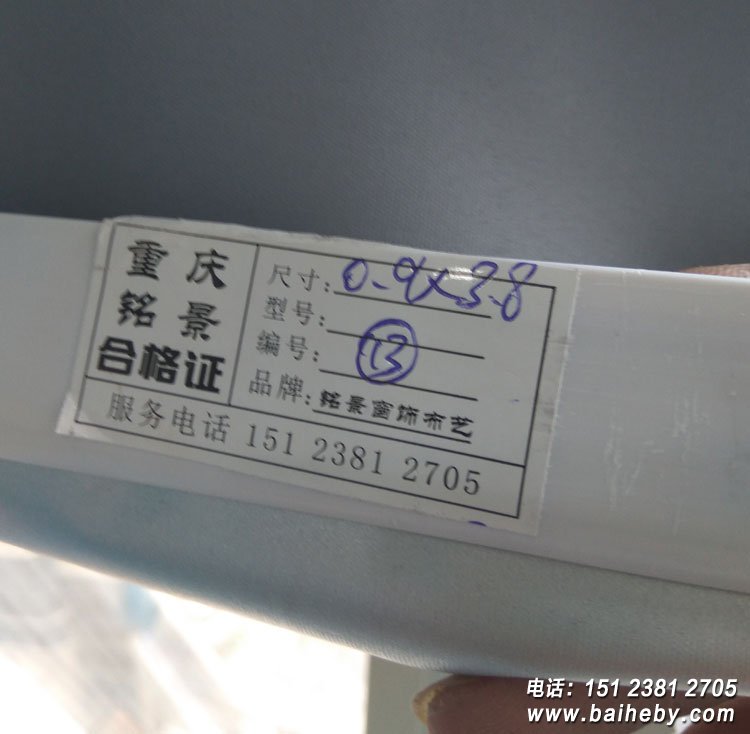 重庆
铭景
合格证
尺寸: 0.9×3.8
型号:
编号: 13
品牌: 铭景窗饰布艺
服务电话 151 2381 2705
电话：151 2381 2705
www.baiheby.com